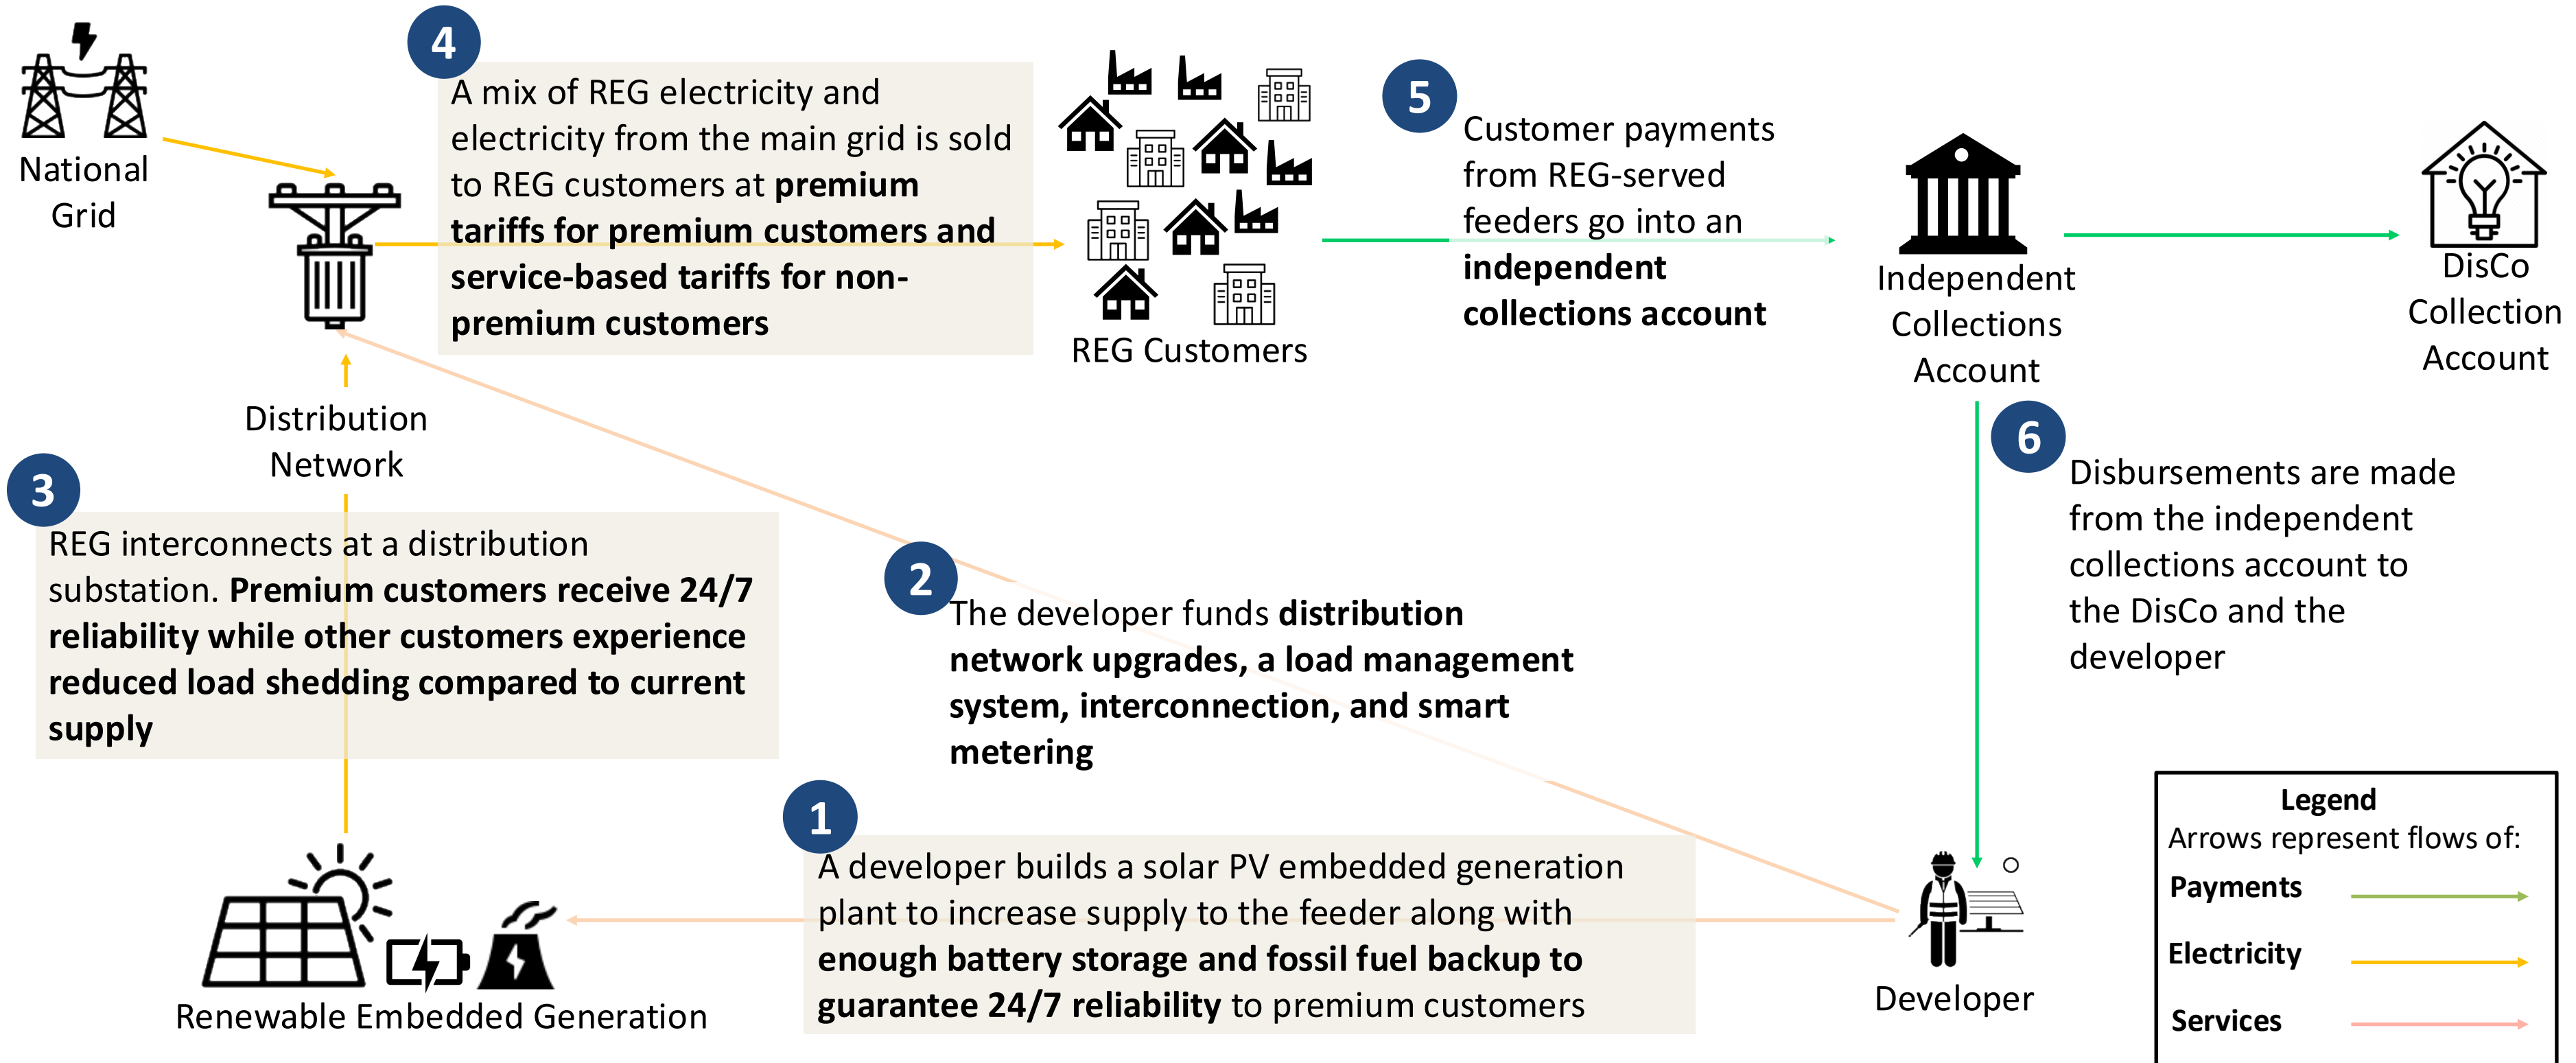 National
Grid
4
A mix of REG electricity and
electricity from the main grid is sold
to REG customers at premium
tariffs for premium customers and
service-based tariffs for non-
premium customers
REG Customers
5
Customer payments
from REG-served
feeders go into an
independent
collections account
Independent
Collections
Account
DisCo
Collection
Account
Distribution
Network
3
REG interconnects at a distribution
substation. Premium customers receive 24/7
reliability while other customers experience
reduced load shedding compared to current
supply
2
The developer funds distribution
network upgrades, a load management
system, interconnection, and smart
metering
6
Disbursements are made
from the independent
collections account to
the DisCo and the
developer
1
A developer builds a solar PV embedded generation
plant to increase supply to the feeder along with
enough battery storage and fossil fuel backup to
guarantee 24/7 reliability to premium customers
Renewable Embedded Generation
Developer
Legend
Arrows represent flows of:
Payments
Electricity
Services